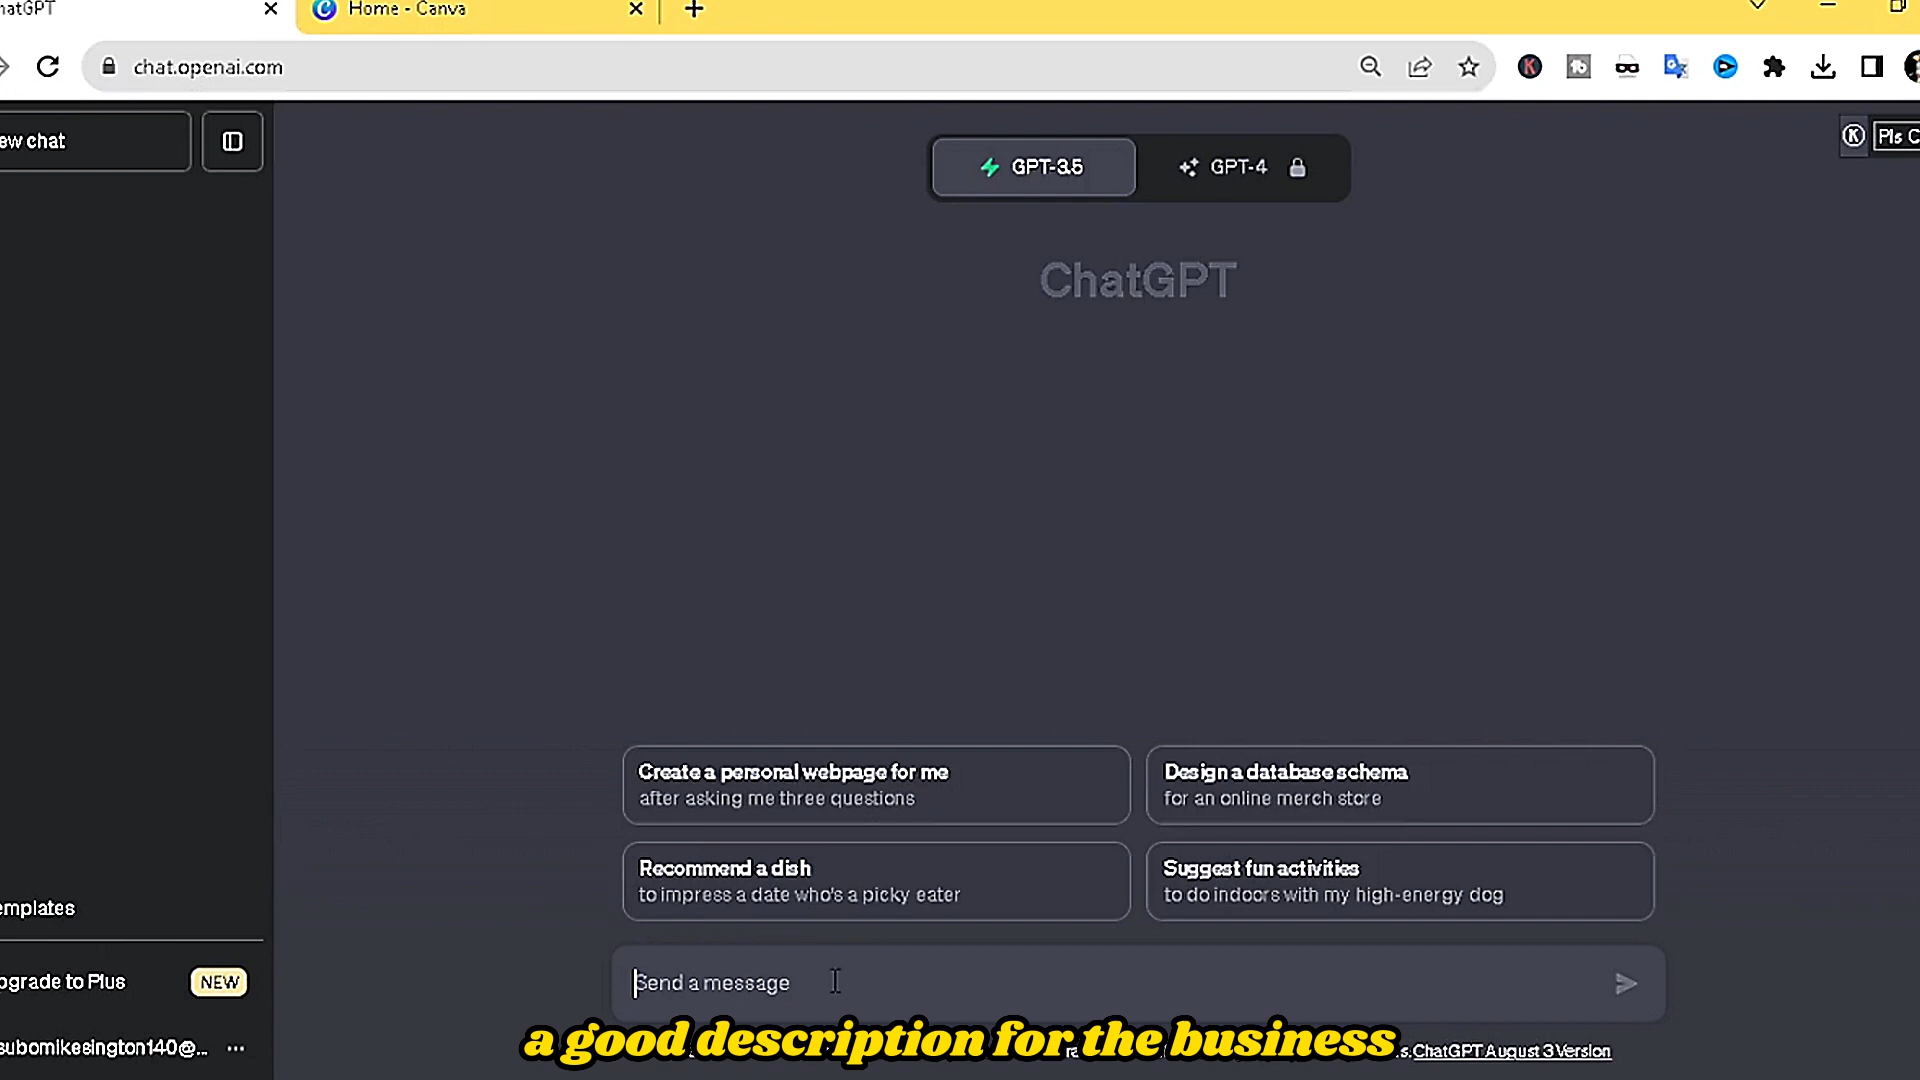 hatGPT
Home - Canva
chat.openai.com
ew chat
Pls C
GPT-3.5
GPT-4
ChatGPT
Create a personal webpage for me
after asking me three questions
Design a database schema
for an online merch store
Recommend a dish
to impress a date who's a picky eater
Suggest fun activities
to do indoors with my high-energy dog
emplates
pgrade to Plus
NEW
Send a message
subomikesington140@...
a good description for the business
ChatGPT August 3 Version